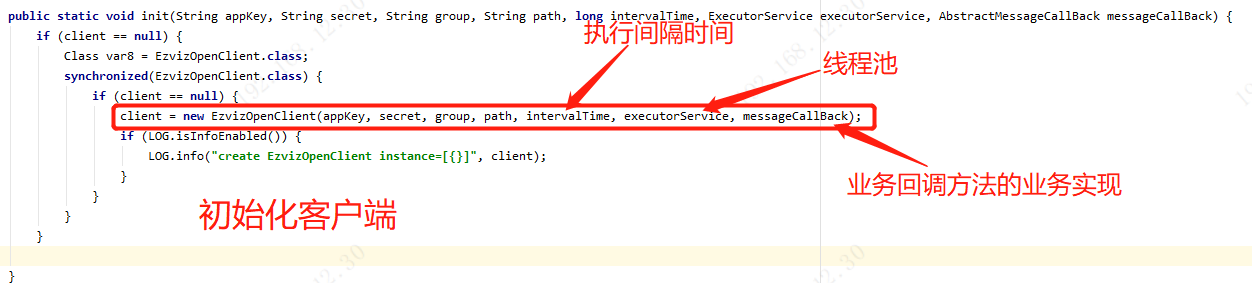 public static void init(String appKey, String secret, String group, String path, long intervalTime, ExecutorService executorService, AbstractMessageCallBack messageCallBack) {
if (client == null) {
执行间隔时间
Class var8 = EzvizOpenClient.class;
synchronized(EzvizOpenClient.class) {
线程池
if (client == null) {
client = new EzvizOpenClient(appKey, secret, group, path, intervalTime, executorService, messageCallBack);
if (LOG.isInfoEnabled()) {
LOG.info("create EzvizOpenClient instance=[{}]", client);
}
业务回调方法的业务实现
}
初始化客户端
}
}
}